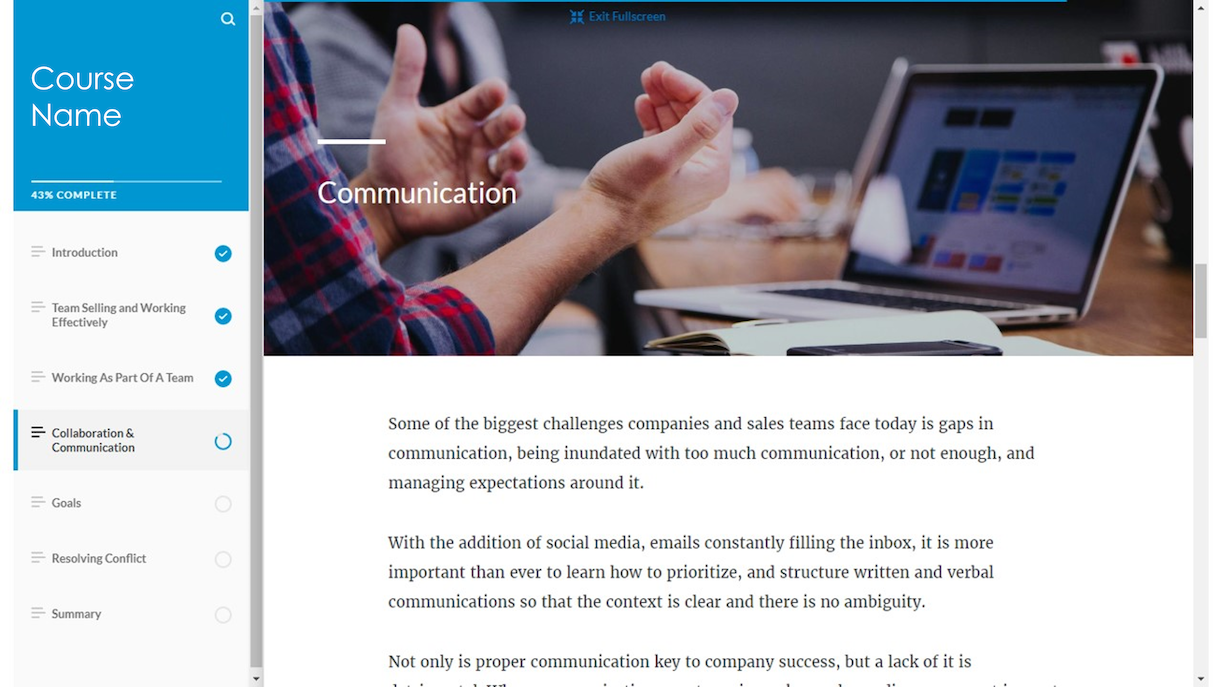 Course
Name
43% COMPLETE
Introduction
Team Selling and Working
Effectively
Working As Part Of A Team
Collaboration &
Communication
Goals
Resolving Conflict
Summary
Exit Fullscreen
Communication
Some of the biggest challenges companies and sales teams face today is gaps in
communication, being inundated with too much communication, or not enough, and
managing expectations around it.
With the addition of social media, emails constantly filling the inbox, it is more
important than ever to learn how to prioritize, and structure written and verbal
communications so that the context is clear and there is no ambiguity.
Not only is proper communication key to company success, but a lack of it is